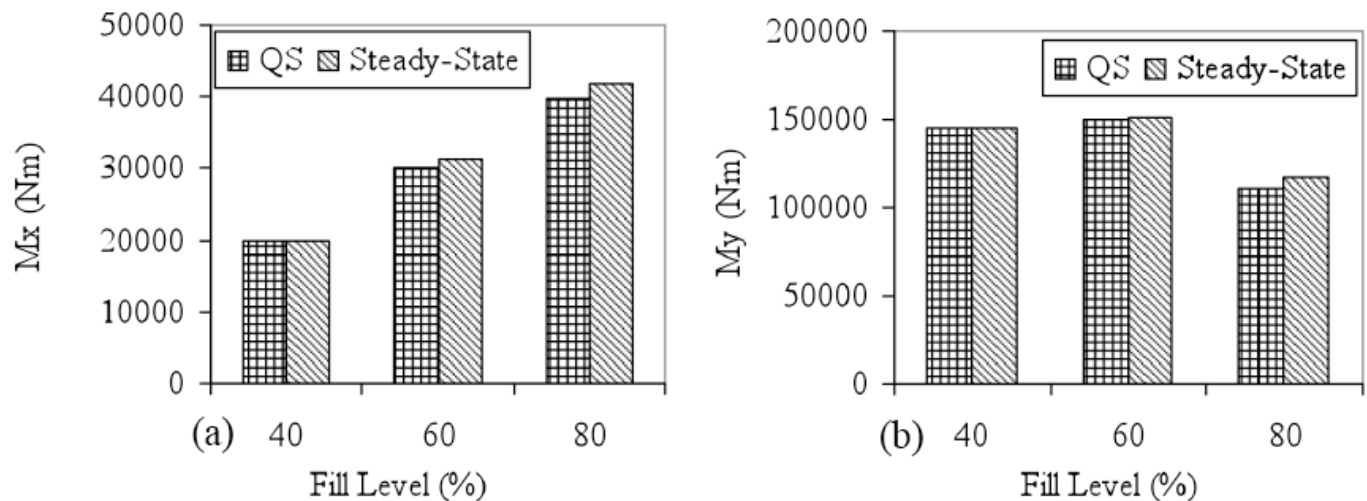 50000
40000
30000
20000
10000
0
Mx (Nm)
QS Steady-State
(a) 40 60 80
Fill Level (%)
200000
150000
100000
50000
0
My (Nm)
QS Steady-State
(b) 40 60 80
Fill Level (%)